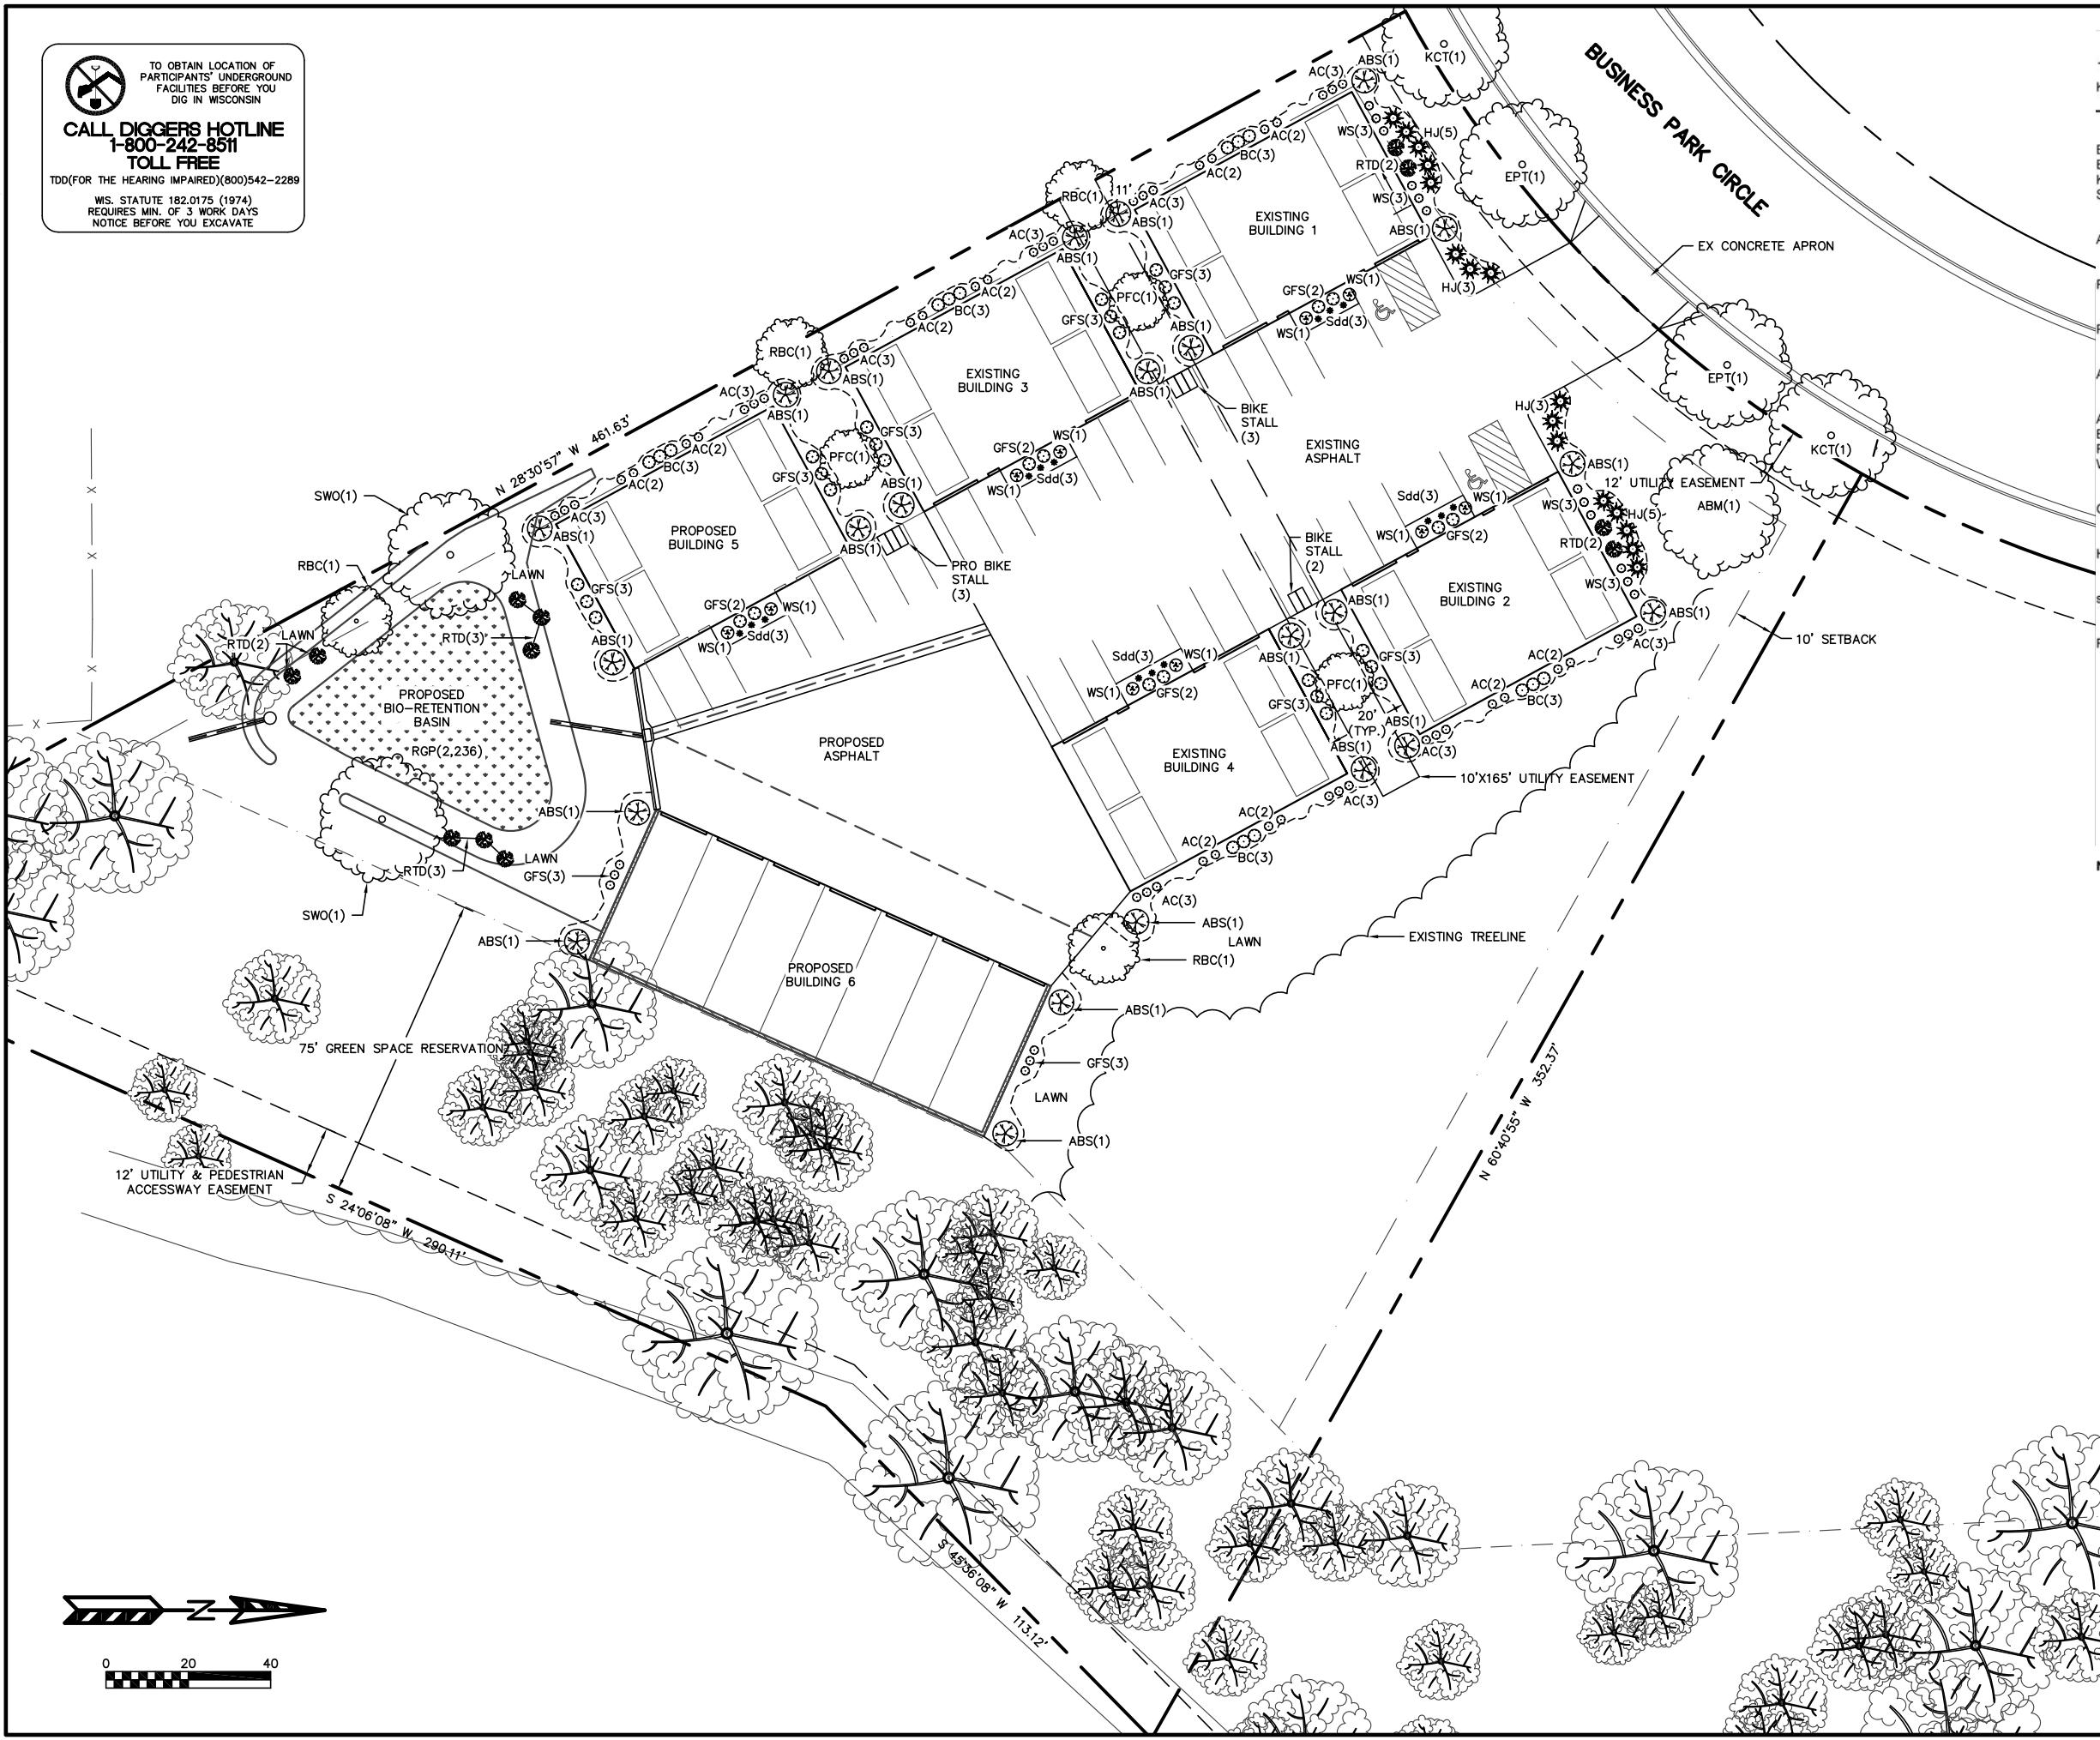 TO OBTAIN LOCATION OF
PARTICIPANTS' UNDERGROUND
FACILITIES BEFORE YOU
DIG IN WISCONSIN
CALL DIGGERS HOTLINE
1-800-242-8511
TOLL FREE
TDD(FOR THE HEARING IMPAIRED)(800)542-2289
WIS. STATUTE 182.0175 (1974)
REQUIRES MIN. OF 3 WORK DAYS
NOTICE BEFORE YOU EXCAVATE
BUSINESS PARK CIRCLE
KCT(1)
ABS(1)
AC(3)
HJ(5)
WS(3)
AC(2)
BC(3)
RTD(2)
AC(2)
EPT(1)
WS(3)
RBC(1)
11'
AC(3)
ABS(1)
EXISTING
BUILDING 1
ABS(1)
AC(3)
ABS(1)
EX CONCRETE APRON
GFS(3)
WS(1)
HJ(3)
GFS(2)
PFC(1)
AC(2)
BC(3)
GFS(3)
AC(2)
ABS(1)
WS(1)
Sdd(3)
RBC(1)
AC(3)
ABS(1)
EXISTING
BUILDING 3
ABS(1)
EPT(1)
AC(3)
ABS(1)
BIKE
STALL
(3)
HJ(3)
N 28°30'57" W 461.63'
GFS(3)
WS(1)
GFS(2)
EXISTING
ASPHALT
KCT(1)
AC(2)
BC(3)
PFC(1)
ABS(1)
AC(2)
GFS(3)
Sdd(3)
WS(1)
ABS(1)
12' UTILITY EASEMENT
SWO(1)
ABS(1)
Sdd(3)
WS(1)
WS(3)
ABM(1)
AC(3)
ABS(1)
PROPOSED
BUILDING 5
ABS(1)
WS(1)
GFS(2)
HJ(5)
RTD(2)
BIKE
STALL
(2)
RBC(1)
LAWN
PRO BIKE
STALL
(3)
GFS(3)
WS(3)
EXISTING
BUILDING 2
GFS(2)
WS(1)
ABS(1)
ABS(1)
RTD(2)
LAWN
RTD(3)
Sdd(3)
WS(1)
ABS(1)
AC(3)
10' SETBACK
Sdd(3)
WS(1)
ABS(1)
GFS(3)
AC(2)
WS(1)
GFS(2)
PFC(1)
AC(2)
BC(3)
GFS(3)
PROPOSED
BIO-RETENTION
BASIN
20'
(TYP.)
ABS(1)
RGP(2,236)
PROPOSED
ASPHALT
EXISTING
BUILDING 4
ABS(1)
AC(3)
10'X165' UTILITY EASEMENT
AC(3)
ABS(1)
AC(2)
AC(2)
BC(3)
LAWN
RTD(3)
GFS(3)
AC(3)
SWO(1)
ABS(1)
ABS(1)
LAWN
EXISTING TREELINE
RBC(1)
PROPOSED
BUILDING 6
ABS(1)
75' GREEN SPACE RESERVATION
GFS(3)
LAWN
N 60°40'55" W 352.37'
ABS(1)
12' UTILITY & PEDESTRIAN
ACCESSWAY EASEMENT
S 24°06'08" W 290.11'
S 45°36'08" W 113.12'
Z
0 20 40